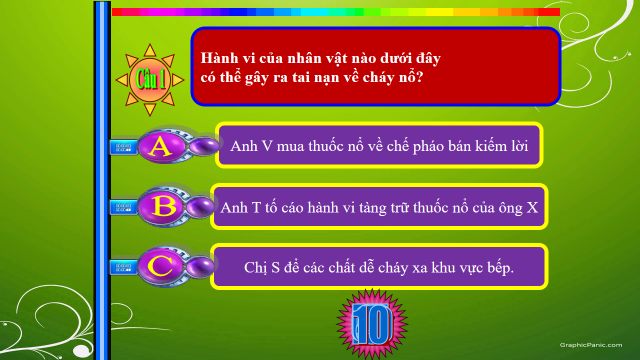 Câu 1
Hành vi của nhân vật nào dưới đây
có thể gây ra tai nạn về cháy nổ?
A
Anh V mua thuốc nổ về chế pháo bán kiếm lời
B
Anh T tố cáo hành vi tàng trữ thuốc nổ của ông X
C
Chị S để các chất dễ cháy xa khu vực bếp.
10
GraphicPanic.com